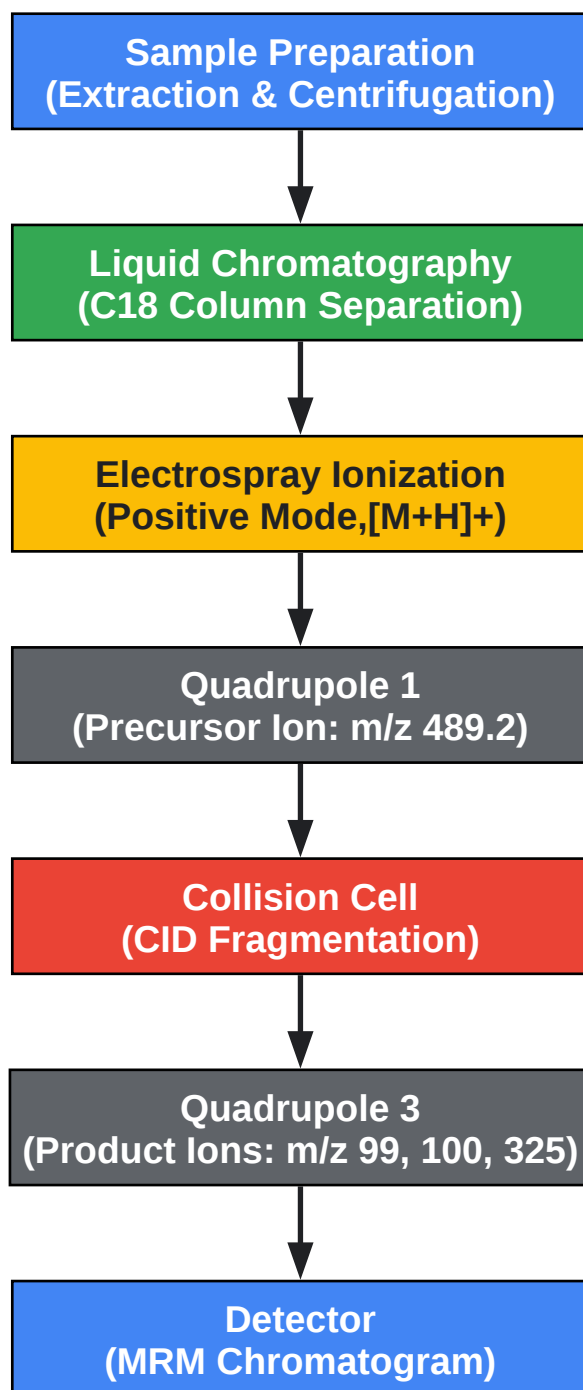 Sample Preparation
(Extraction & Centrifugation)
Liquid Chromatography
(C18 Column Separation)
Electrospray Ionization
(Positive Mode,[M+H]+)
Quadrupole 1
(Precursor Ion: m/z 489.2)
Collision Cell
(CID Fragmentation)
Quadrupole 3
(Product Ions: m/z 99, 100, 325)
Detector
(MRM Chromatogram)